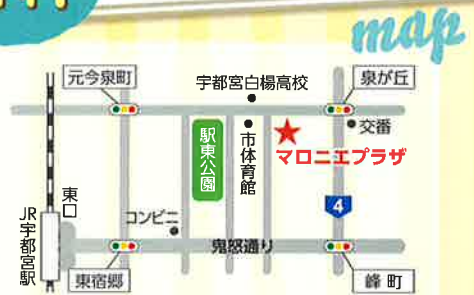 map
元今泉町
宇都宮白楊高校
泉が丘
駅東公園
市体育館
交番
マロニエプラザ
東口
JR宇都宮駅
コンビニ
4
鬼怒通り
東宿郷
峰町